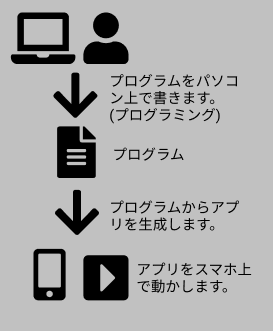 プログラムをパソコ
ン上で書きます。
(プログラミング)
プログラム
プログラムからアプ
リを生成します。
アプリをスマホ上
で動かします。